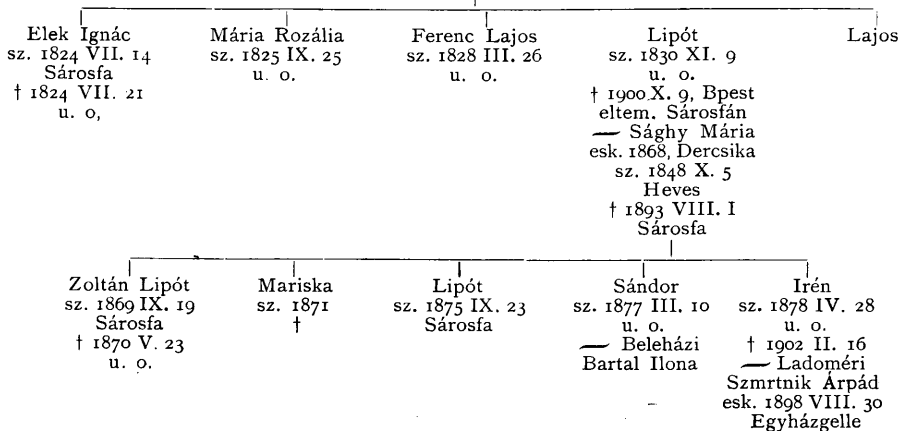 Elek Ignác
sz. 1824 VII. 14
Sárosfa
† 1824 VII. 21
u. o,
Mária Rozália
sz. 1825 IX. 25
u. o.
Ferenc Lajos
sz. 1828 III. 26
u. o.
Lipót
sz. 1830 XI. 9
u. o.
† 1900 X. 9, Bpest
eltem. Sárosfán
— Sághy Mária
esk. 1868, Dercsika
sz. 1848 X. 5
Heves
† 1893 VIII. I
Sárosfa
Lajos
Zoltán Lipót
sz. 1869 IX. 19
Sárosfa
† 1870 V. 23
u. o.
Mariska
sz. 1871
†
Lipót
sz. 1875 IX. 23
Sárosfa
Sándor
sz. 1877 III. 10
u. o.
— Beleházi
Bartal Ilona
Irén
sz. 1878 IV. 28
u. o.
† 1902 II. 16
— Ladoméri
Szmrtnik Árpád
esk. 1898 VIII. 30
Egyházgelle